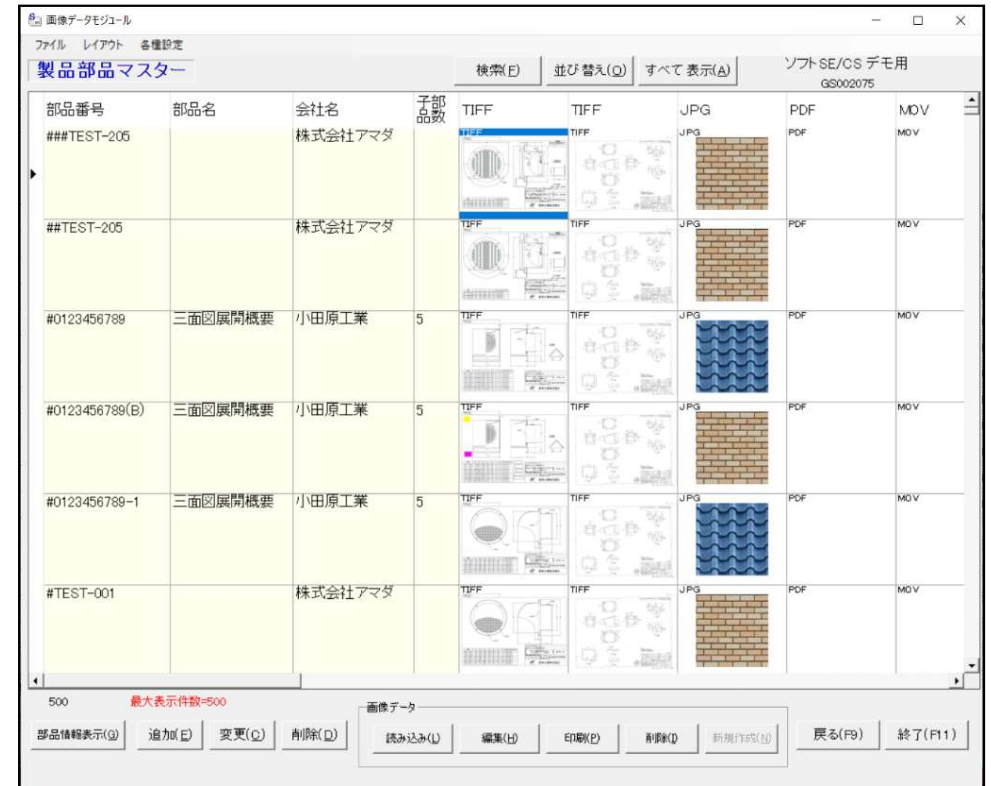 画像データモジュール
ファイル レイアウト 各種設定
製品部品マスター 検索(F) 並び替え(O) すべて表示(A) ソフトSE/CS デモ用
GS002075
部品番号 部品名 会社名 子部品数 TIFF TIFF JPG PDF MOV
###TEST-205 株式会社アマダ TIFF TIFF JPG PDF MOV
##TEST-205 株式会社アマダ TIFF TIFF JPG PDF MOV
#0123456789 三面図展開概要 小田原工業 5 TIFF TIFF JPG PDF MOV
#0123456789(B) 三面図展開概要 小田原工業 5 TIFF TIFF JPG PDF MOV
#0123456789-1 三面図展開概要 小田原工業 5 TIFF TIFF JPG PDF MOV
#TEST-001 株式会社アマダ TIFF TIFF JPG PDF MOV
500 最大表示件数=500
画像データ
部品情報表示(G) 追加(E) 変更(C) 削除(D) 読み込み(L) 編集(H) 印刷(P) 削除(I) 新規作成(N) 戻る(F9) 終了(F11)